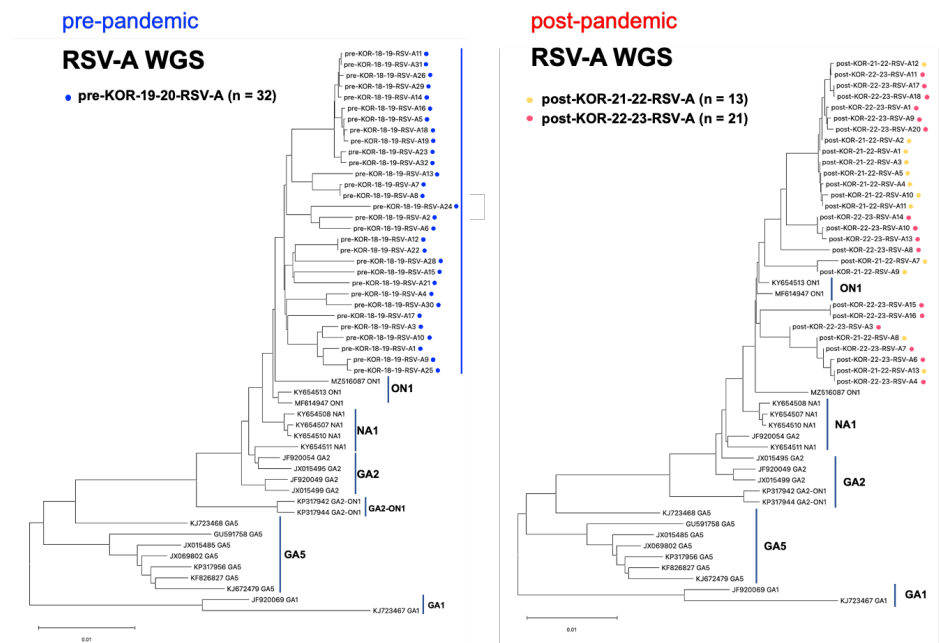 pre-pandemic
RSV-A WGS
pre-KOR-19-20-RSV-A (n = 32)
pre-KOR-18-19-RSV-A11
pre-KOR-18-19-RSV-A31
pre-KOR-18-19-RSV-A26
pre-KOR-18-19-RSV-A29
pre-KOR-18-19-RSV-A14
pre-KOR-18-19-RSV-A16
pre-KOR-18-19-RSV-A5
pre-KOR-18-19-RSV-A18
pre-KOR-18-19-RSV-A19
pre-KOR-18-19-RSV-A23
pre-KOR-18-19-RSV-A32
pre-KOR-18-19-RSV-A13
pre-KOR-18-19-RSV-A7
pre-KOR-18-19-RSV-A8
pre-KOR-18-19-RSV-A24
pre-KOR-18-19-RSV-A2
pre-KOR-18-19-RSV-A6
pre-KOR-18-19-RSV-A12
pre-KOR-18-19-RSV-A22
pre-KOR-18-19-RSV-A28
pre-KOR-18-19-RSV-A15
pre-KOR-18-19-RSV-A21
pre-KOR-18-19-RSV-A4
pre-KOR-18-19-RSV-A30
pre-KOR-18-19-RSV-A17
pre-KOR-18-19-RSV-A3
pre-KOR-18-19-RSV-A10
pre-KOR-18-19-RSV-A1
pre-KOR-18-19-RSV-A9
pre-KOR-18-19-RSV-A25
MZ516087 ON1
KY654513 ON1
MF614947 ON1
ON1
KY654508 NA1
KY654507 NA1
KY654510 NA1
KY654511 NA1
NA1
JF920054 GA2
JX015495 GA2
JF920049 GA2
JX015499 GA2
GA2
KP317942 GA2-ON1
KP317944 GA2-ON1
GA2-ON1
KJ723468 GA5
GU591758 GA5
JX015485 GA5
JX069802 GA5
KP317956 GA5
KF826827 GA5
KJ672479 GA5
GA5
JF920069 GA1
KJ723467 GA1
GA1
0.01
post-pandemic
RSV-A WGS
post-KOR-21-22-RSV-A (n = 13)
post-KOR-22-23-RSV-A (n = 21)
post-KOR-21-22-RSV-A12
post-KOR-22-23-RSV-A11
post-KOR-22-23-RSV-A17
post-KOR-22-23-RSV-A18
post-KOR-22-23-RSV-A1
post-KOR-22-23-RSV-A9
post-KOR-22-23-RSV-A20
post-KOR-21-22-RSV-A2
post-KOR-21-22-RSV-A1
post-KOR-21-22-RSV-A3
post-KOR-21-22-RSV-A5
post-KOR-21-22-RSV-A4
post-KOR-21-22-RSV-A10
post-KOR-21-22-RSV-A11
post-KOR-22-23-RSV-A14
post-KOR-22-23-RSV-A10
post-KOR-22-23-RSV-A13
post-KOR-22-23-RSV-A8
post-KOR-21-22-RSV-A7
post-KOR-21-22-RSV-A9
KY654513 ON1
MF614947 ON1
ON1
post-KOR-22-23-RSV-A15
post-KOR-22-23-RSV-A16
post-KOR-22-23-RSV-A3
post-KOR-21-22-RSV-A8
post-KOR-22-23-RSV-A7
post-KOR-22-23-RSV-A6
post-KOR-21-22-RSV-A13
post-KOR-22-23-RSV-A4
MZ516087 ON1
KY654508 NA1
KY654507 NA1
KY654510 NA1
JF920054 GA2
KY654511 NA1
NA1
JX015495 GA2
JF920049 GA2
JX015499 GA2
KP317942 GA2-ON1
KP317944 GA2-ON1
GA2
KJ723468 GA5
GU591758 GA5
JX015485 GA5
JX069802 GA5
KP317956 GA5
KF826827 GA5
KJ672479 GA5
GA5
JF920069 GA1
KJ723467 GA1
GA1
0.01